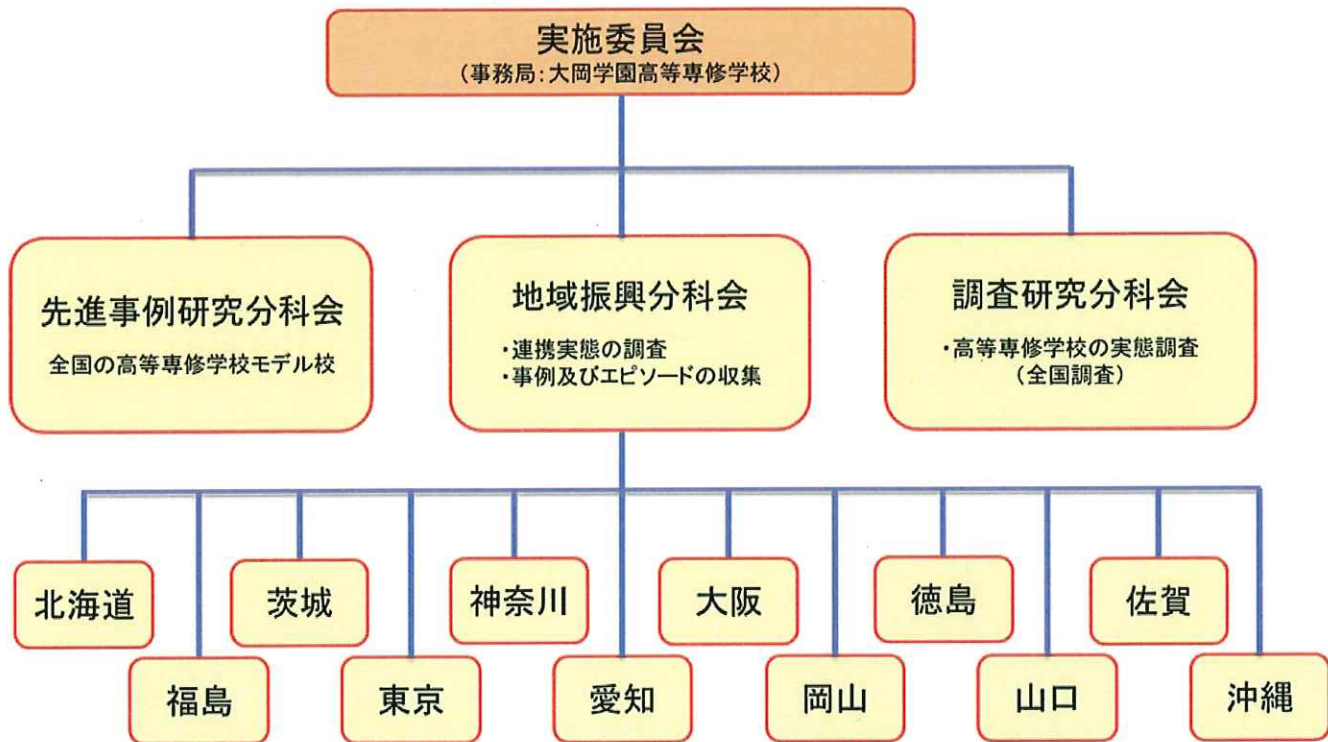 実施委員会
(事務局:大岡学園高等専修学校)
先進事例研究分科会
全国の高等専修学校モデル校
地域振興分科会
・連携実態の調査
・事例及びエピソードの収集
調査研究分科会
・高等専修学校の実態調査
(全国調査)
北海道
茨城
神奈川
大阪
徳島
佐賀
福島
東京
愛知
岡山
山口
沖縄